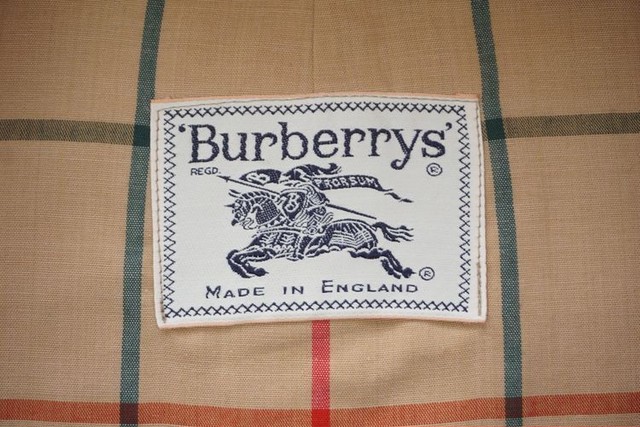 'Burberrys'
REGD.
PRORSUM
®
®
MADE IN ENGLAND